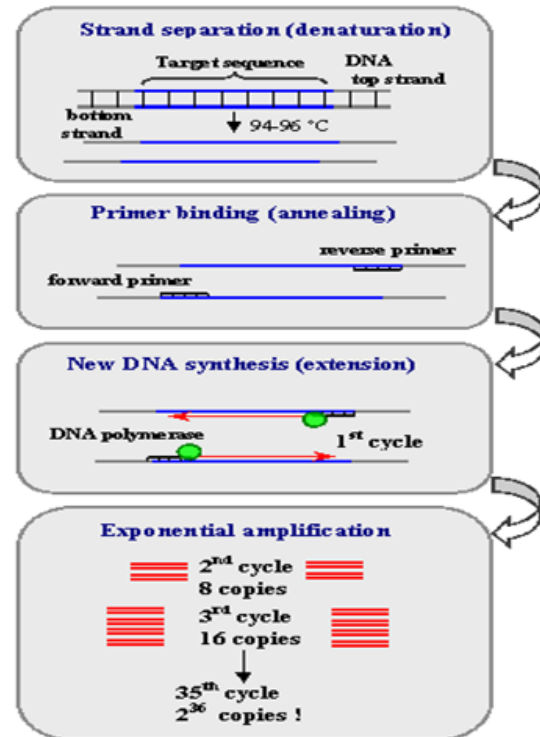 Strand separation (denaturation)
Target sequence
DNA
top strand
bottom
strand
94-96 °C
Primer binding (annealing)
reverse primer
forward primer
New DNA synthesis (extension)
DNA polymerase
1st cycle
Exponential amplification
2nd cycle
8 copies
3rd cycle
16 copies
35th cycle
2^36 copies !